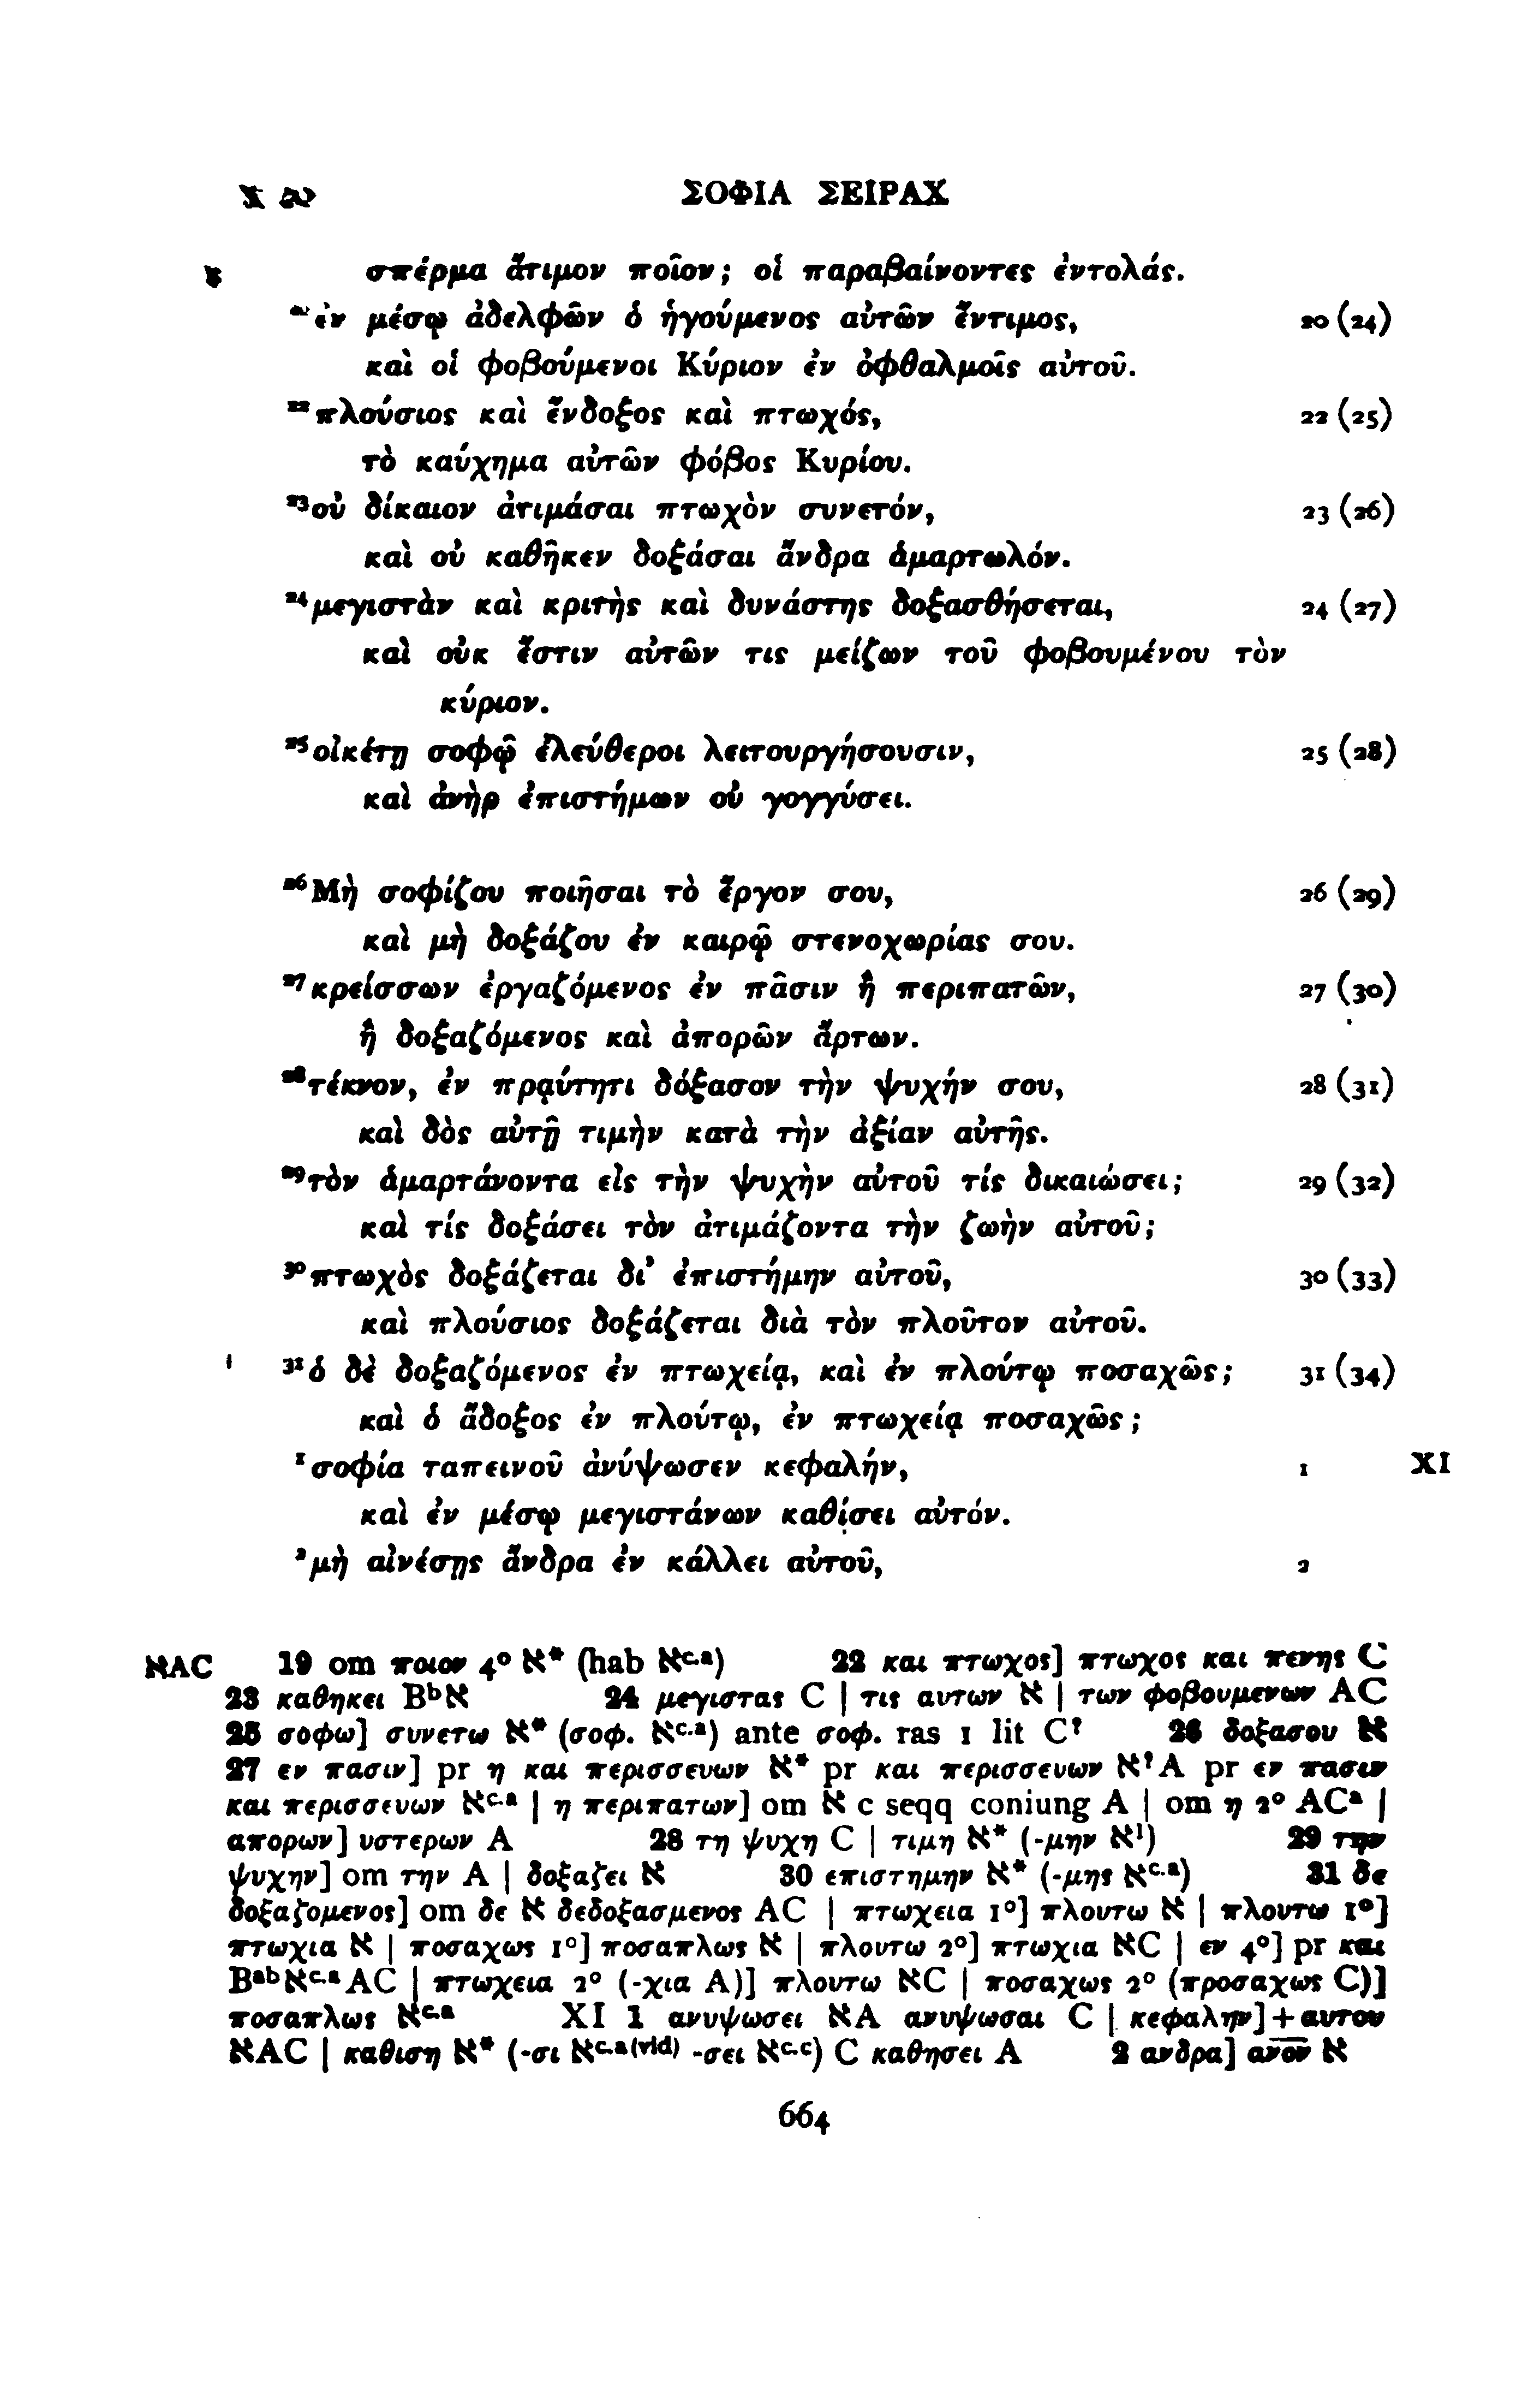 ΣΟΦΙΑ ΣΕΙΡΑΧ
σπέρμα ἄτιμον ποῖον; οἱ παραβαίνοντες ἐντολάς.
ἐν μέσῳ ἀδελφῶν ὁ ἡγούμενος αὐτῶν ἔντιμος, 20 (24)
καὶ οἱ φοβούμενοι Κύριον ἐν ὀφθαλμοῖς αὐτοῦ.
²²πλούσιος καὶ ἔνδοξος καὶ πτωχός, 22 (25)
τὸ καύχημα αὐτῶν φόβος Κυρίου.
²³οὐ δίκαιον ἀτιμάσαι πτωχὸν συνετόν, 23 (26)
καὶ οὐ καθῆκεν δοξάσαι ἄνδρα ἁμαρτωλόν.
²⁴μεγιστὰν καὶ κριτὴς καὶ δυνάστης δοξασθήσεται, 24 (27)
καὶ οὐκ ἔστιν αὐτῶν τις μείζων τοῦ φοβουμένου τὸν
κύριον.
²⁵οἰκέτῃ σοφῷ ἐλεύθεροι λειτουργήσουσιν, 25 (28)
καὶ ἀνὴρ ἐπιστήμων οὐ γογγύσει.
²⁶Μὴ σοφίζου ποιῆσαι τὸ ἔργον σου, 26 (29)
καὶ μὴ δοξάζου ἐν καιρῷ στενοχωρίας σου.
²⁷κρείσσων ἐργαζόμενος ἐν πᾶσιν ἢ περιπατῶν, 27 (30)
ἢ δοξαζόμενος καὶ ἀπορῶν ἄρτων.
²⁸τέκνον, ἐν πραΰτητι δόξασον τὴν ψυχήν σου, 28 (31)
καὶ δὸς αὐτῇ τιμὴν κατὰ τὴν ἀξίαν αὐτῆς.
²⁹τὸν ἁμαρτάνοντα εἰς τὴν ψυχὴν αὐτοῦ τίς δικαιώσει; 29 (32)
καὶ τίς δοξάσει τὸν ἀτιμάζοντα τὴν ζωὴν αὐτοῦ;
³⁰πτωχὸς δοξάζεται δι’ ἐπιστήμην αὐτοῦ, 30 (33)
καὶ πλούσιος δοξάζεται διὰ τὸν πλοῦτον αὐτοῦ.
³¹ὁ δὲ δοξαζόμενος ἐν πτωχείᾳ, καὶ ἐν πλούτῳ ποσαχῶς; 31 (34)
καὶ ὁ ἄδοξος ἐν πλούτῳ, ἐν πτωχείᾳ ποσαχῶς;
¹σοφία ταπεινοῦ ἀνύψωσεν κεφαλήν, 1 XI
καὶ ἐν μέσῳ μεγιστάνων καθίσει αὐτόν.
²μὴ αἰνέσῃς ἄνδρα ἐν κάλλει αὐτοῦ, 2
אAC 19 om ποιον 4° א* (hab אc.a) 22 και πτωχος] πτωχος και πενης C
23 καθηκει Bbא 24 μεγιστας C | τις αυτων א | των φοβουμενων AC
25 σοφω] συνετω א* (σοφ. אc.a) ante σοφ. ras 1 lit C? 26 δοξασου א
27 εν πασιν] pr η και περισσευων א* pr και περισσευων א?A pr εν πασιν
και περισσευων אc.a | η περιπατων] om א c seqq coniung A | om η 2° ACa |
απορων] υστερων A 28 τη ψυχη C | τιμη א* (-μην א1) 29 την
ψυχην] om την A | δοξαζει א 30 επιστημην א* (-μης אc.a) 31 δε
δοξαζομενος] om δε א δεδοξασμενος AC | πτωχεια 1°] πλουτω א | πλουτω 1°]
πτωχια א | ποσαχως 1°] ποσαπλως א | πλουτω 2°] πτωχια אC | εν 4°] pr και
Babאc.aAC | πτωχεια 2° (-χια A)] πλουτω אC | ποσαχως 2° (προσαχως C)]
ποσαπλως אc.a XI 1 ανυψωσει אA ανυψωσαι C | κεφαλην]+αυτου
אAC | καθιση א* (-σι אc.a(vid) -σει אc.c) C καθησει A 2 ανδρα] ανο̅ν̅ א
664